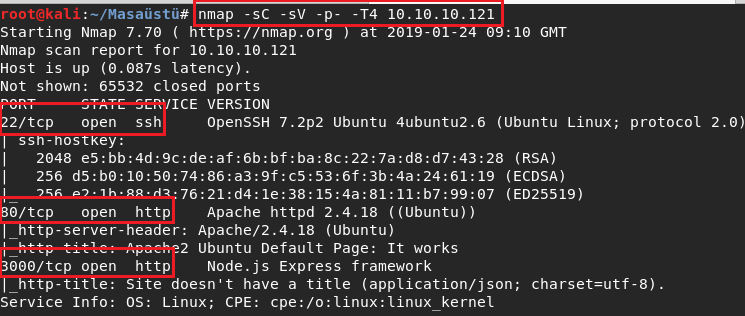 root@kali:~/Masaüstü# nmap -sC -sV -p- -T4 10.10.10.121
Starting Nmap 7.70 ( https://nmap.org ) at 2019-01-24 09:10 GMT
Nmap scan report for 10.10.10.121
Host is up (0.087s latency).
Not shown: 65532 closed ports
PORT     STATE SERVICE VERSION
22/tcp   open  ssh     OpenSSH 7.2p2 Ubuntu 4ubuntu2.6 (Ubuntu Linux; protocol 2.0)
| ssh-hostkey:
|   2048 e5:bb:4d:9c:de:af:6b:bf:ba:8c:22:7a:d8:d7:43:28 (RSA)
|   256 d5:b0:10:50:74:86:a3:9f:c5:53:6f:3b:4a:24:61:19 (ECDSA)
|_  256 e2:1b:88:d3:76:21:d4:1e:38:15:4a:81:11:b7:99:07 (ED25519)
80/tcp   open  http    Apache httpd 2.4.18 ((Ubuntu))
|_http-server-header: Apache/2.4.18 (Ubuntu)
|_http-title: Apache2 Ubuntu Default Page: It works
3000/tcp open  http    Node.js Express framework
|_http-title: Site doesn't have a title (application/json; charset=utf-8).
Service Info: OS: Linux; CPE: cpe:/o:linux:linux_kernel